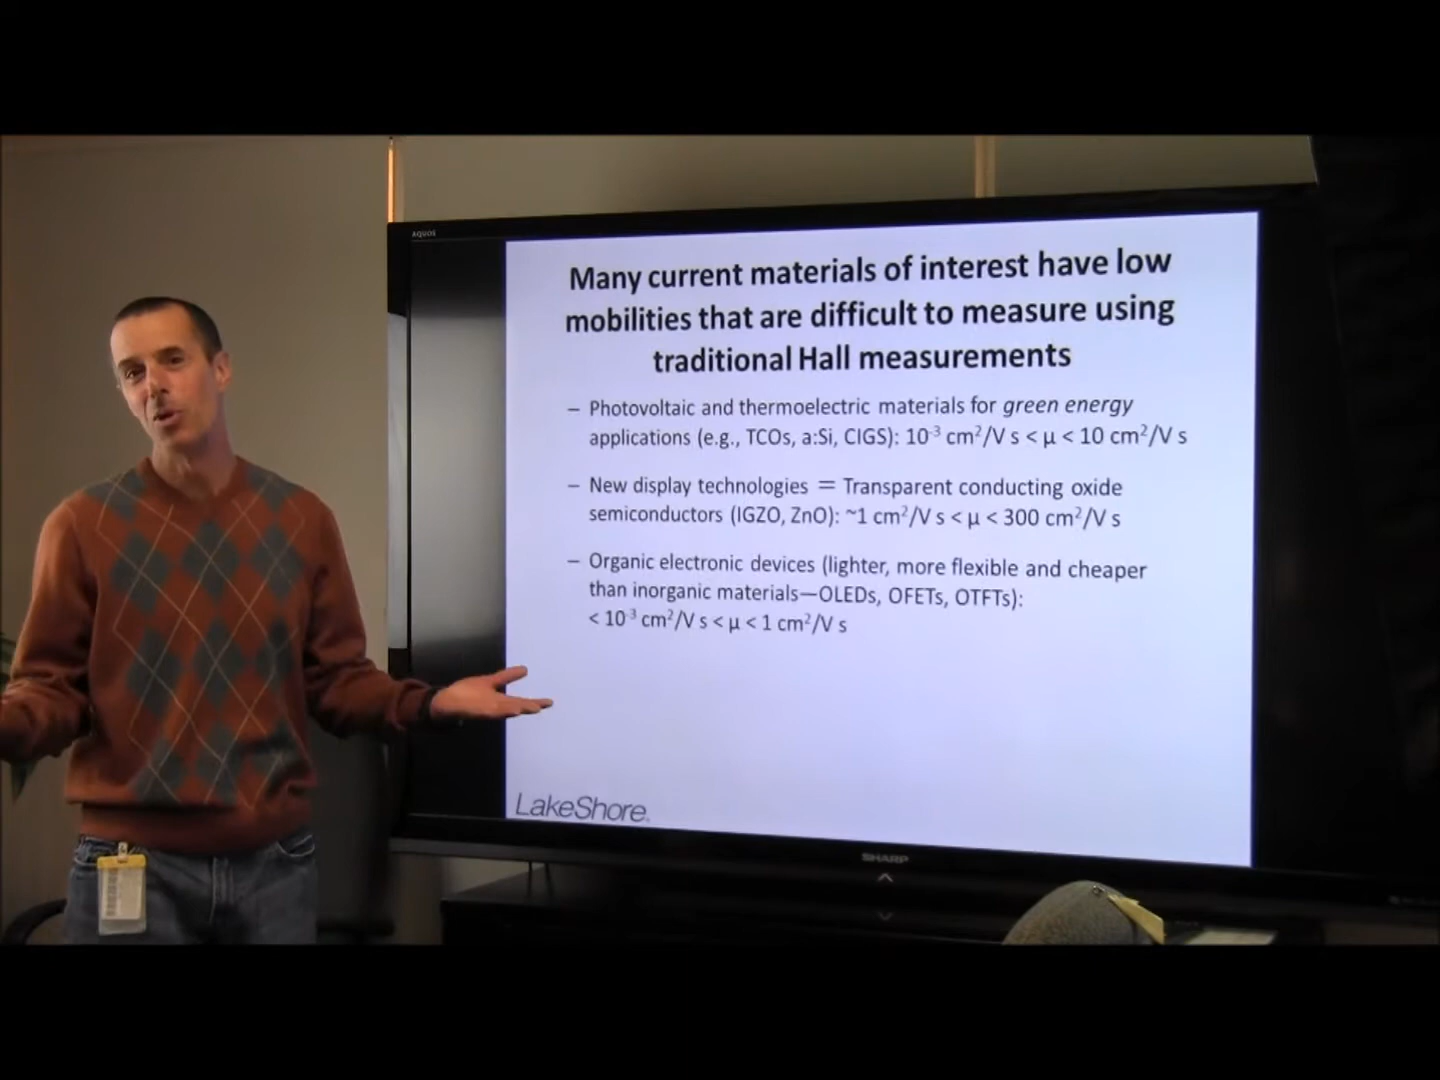 AQUOS
Many current materials of interest have low
mobilities that are difficult to measure using
traditional Hall measurements
– Photovoltaic and thermoelectric materials for green energy
applications (e.g., TCOs, a:Si, CIGS): 10⁻³ cm²/V s < μ < 10 cm²/V s
– New display technologies = Transparent conducting oxide
semiconductors (IGZO, ZnO): ~1 cm²/V s < μ < 300 cm²/V s
– Organic electronic devices (lighter, more flexible and cheaper
than inorganic materials—OLEDs, OFETs, OTFTs):
< 10⁻³ cm²/V s < μ < 1 cm²/V s
LakeShore
SHARP